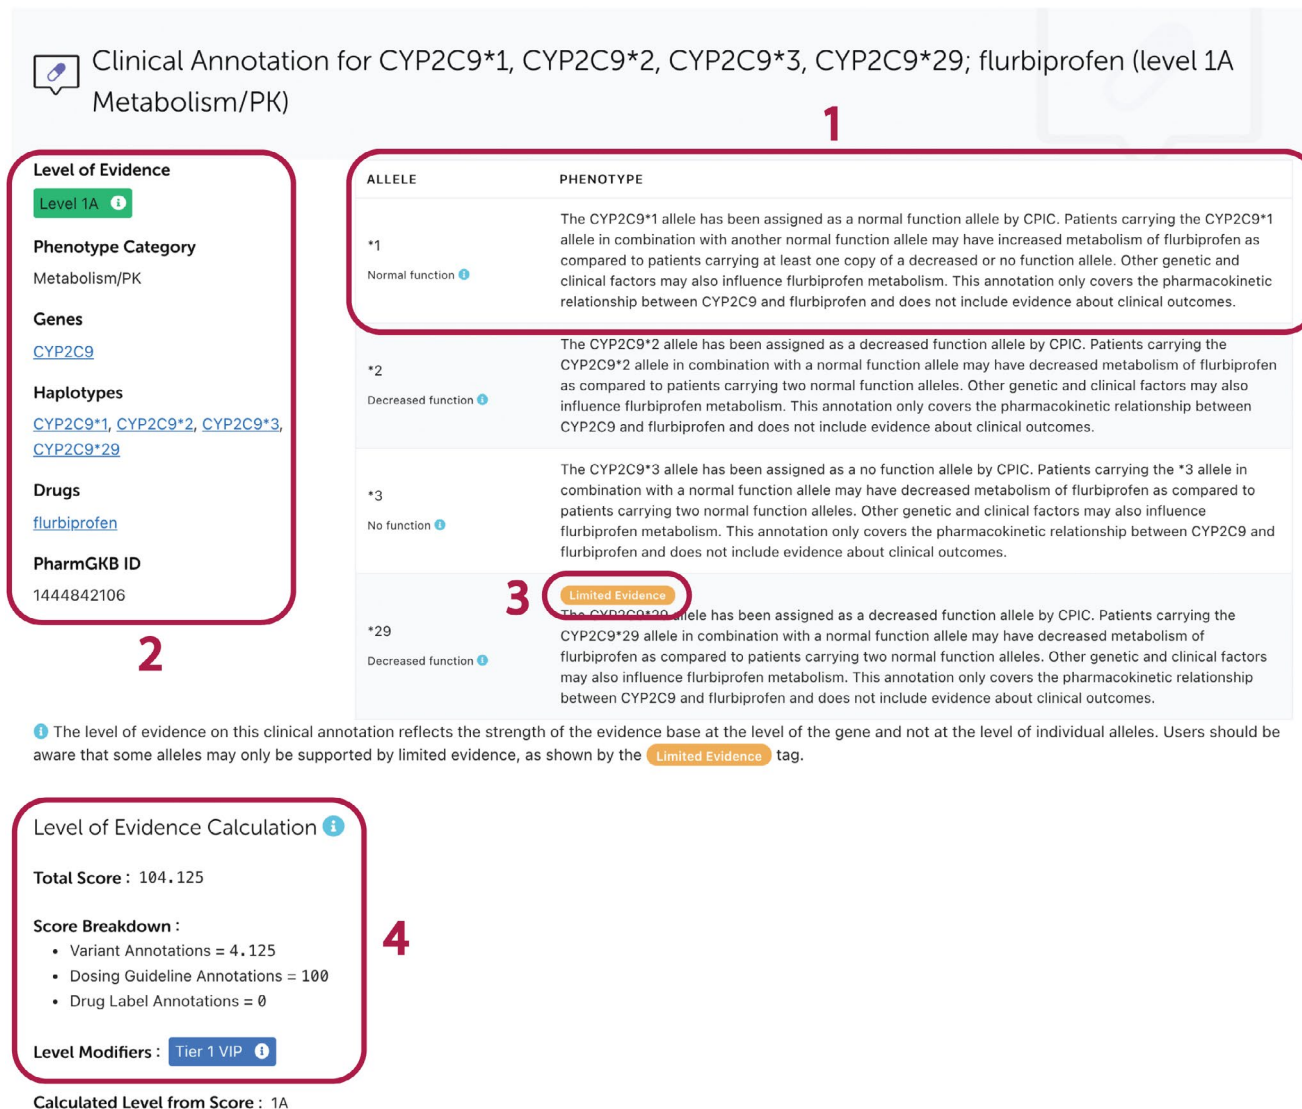 Clinical Annotation for CYP2C9*1, CYP2C9*2, CYP2C9*3, CYP2C9*29; flurbiprofen (level 1A
Metabolism/PK)
1
Level of Evidence
Level 1A
Phenotype Category
Metabolism/PK
Genes
CYP2C9
Haplotypes
CYP2C9*1, CYP2C9*2, CYP2C9*3,
CYP2C9*29
Drugs
flurbiprofen
PharmGKB ID
1444842106
2
ALLELE PHENOTYPE
*1
Normal function
The CYP2C9*1 allele has been assigned as a normal function allele by CPIC. Patients carrying the CYP2C9*1
allele in combination with another normal function allele may have increased metabolism of flurbiprofen as
compared to patients carrying at least one copy of a decreased or no function allele. Other genetic and
clinical factors may also influence flurbiprofen metabolism. This annotation only covers the pharmacokinetic
relationship between CYP2C9 and flurbiprofen and does not include evidence about clinical outcomes.
*2
Decreased function
The CYP2C9*2 allele has been assigned as a decreased function allele by CPIC. Patients carrying the
CYP2C9*2 allele in combination with a normal function allele may have decreased metabolism of flurbiprofen
as compared to patients carrying two normal function alleles. Other genetic and clinical factors may also
influence flurbiprofen metabolism. This annotation only covers the pharmacokinetic relationship between
CYP2C9 and flurbiprofen and does not include evidence about clinical outcomes.
*3
No function
The CYP2C9*3 allele has been assigned as a no function allele by CPIC. Patients carrying the *3 allele in
combination with a normal function allele may have decreased metabolism of flurbiprofen as compared to
patients carrying two normal function alleles. Other genetic and clinical factors may also influence
flurbiprofen metabolism. This annotation only covers the pharmacokinetic relationship between CYP2C9 and
flurbiprofen and does not include evidence about clinical outcomes.
3
*29
Decreased function
Limited Evidence
The CYP2C9*29 allele has been assigned as a decreased function allele by CPIC. Patients carrying the
CYP2C9*29 allele in combination with a normal function allele may have decreased metabolism of
flurbiprofen as compared to patients carrying two normal function alleles. Other genetic and clinical factors
may also influence flurbiprofen metabolism. This annotation only covers the pharmacokinetic relationship
between CYP2C9 and flurbiprofen and does not include evidence about clinical outcomes.
The level of evidence on this clinical annotation reflects the strength of the evidence base at the level of the gene and not at the level of individual alleles. Users should be
aware that some alleles may only be supported by limited evidence, as shown by the Limited Evidence tag.
Level of Evidence Calculation
Total Score : 104.125
Score Breakdown :
• Variant Annotations = 4.125
• Dosing Guideline Annotations = 100
• Drug Label Annotations = 0
Level Modifiers : Tier 1 VIP
4
Calculated Level from Score : 1A